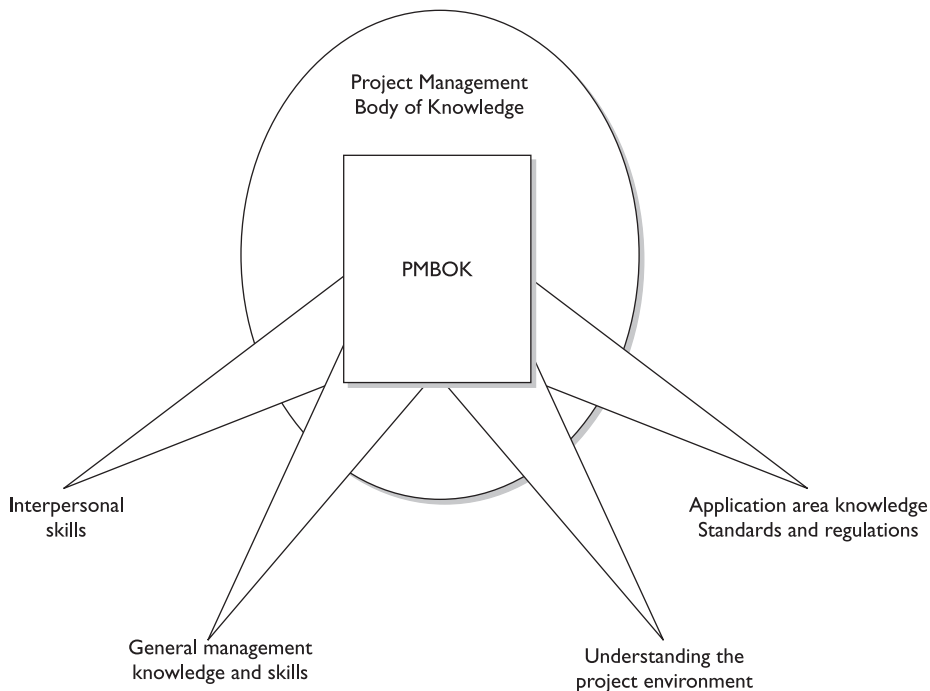 Project Management
Body of Knowledge
PMBOK
Interpersonal
skills
Application area knowledge
Standards and regulations
General management
knowledge and skills
Understanding the
project environment